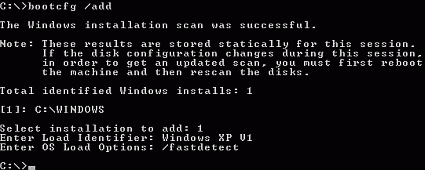 C:\>bootcfg /add
The Windows installation scan was successful.
Note: These results are stored statically for this session.
If the disk configuration changes during this session,
in order to get an updated scan, you must first reboot
the machine and then rescan the disks.
Total identified Windows installs: 1
[1]: C:\WINDOWS
Select installation to add: 1
Enter Load Identifier: Windows XP V1
Enter OS Load Options: /fastdetect
C:\>_